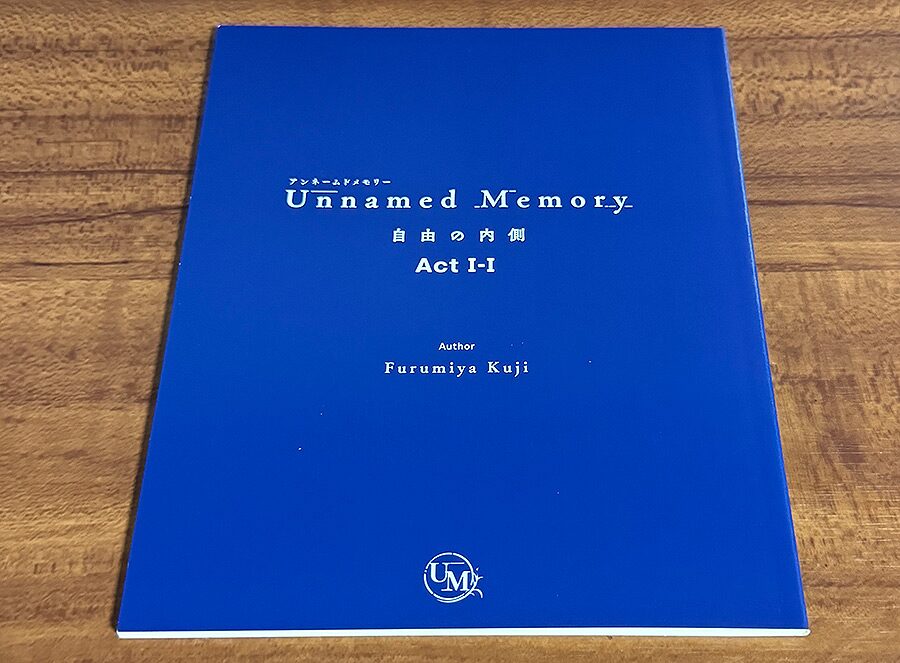 アンネームドメモリー
Unnamed Memory
自由の内側
Act I-I
Author
Furumiya Kuji
UM